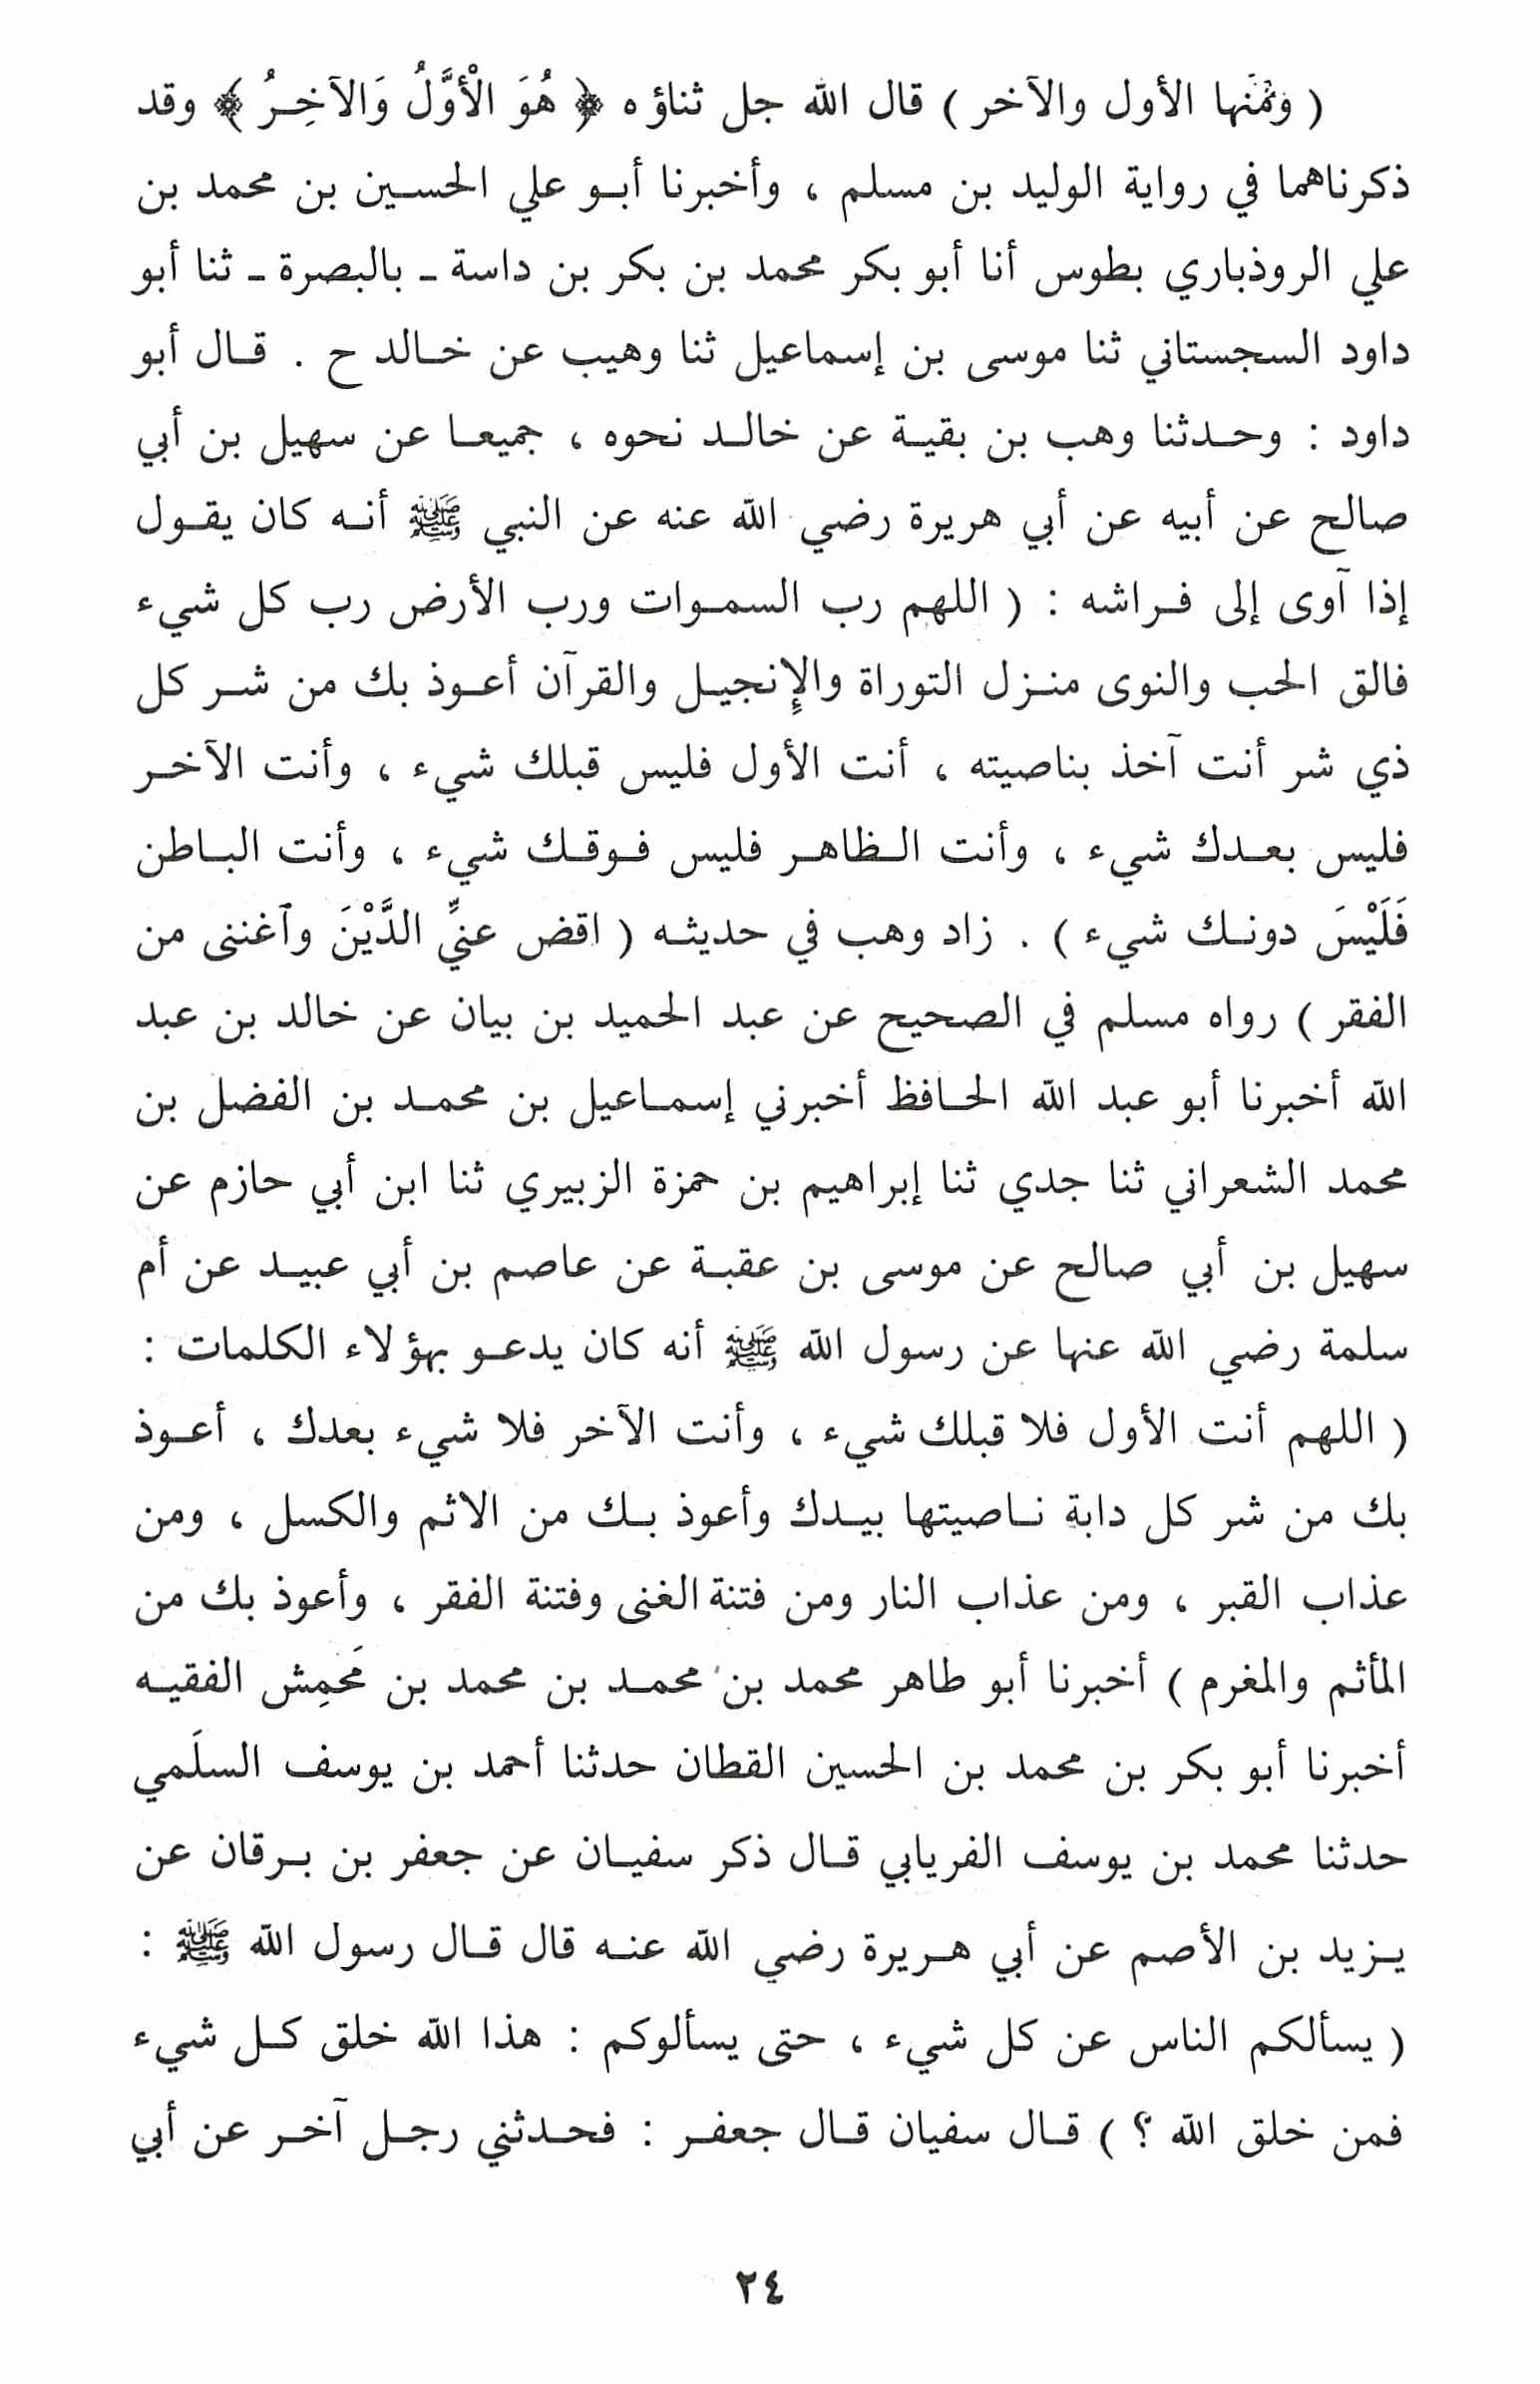 ( ومنها الأول والآخر ) قال الله جل ثناؤه ﴿ هُوَ الْأَوَّلُ وَالآخِرُ ﴾ وقد
ذكرناهما في رواية الوليد بن مسلم ، وأخبرنا أبو علي الحسين بن محمد بن
علي الروذباري بطوس أنا أبو بكر محمد بن بكر بن داسة ـ بالبصرة ـ ثنا أبو
داود السجستاني ثنا موسى بن إسماعيل ثنا وهيب عن خالد ح . قال أبو
داود : وحدثنا وهب بن بقية عن خالد نحوه ، جميعا عن سهيل بن أبي
صالح عن أبيه عن أبي هريرة رضي الله عنه عن النبي ﷺ أنه كان يقول
إذا آوى إلى فراشه : ( اللهم رب السموات ورب الأرض رب كل شيء
فالق الحب والنوى منزل التوراة والإِنجيل والقرآن أعوذ بك من شر كل
ذي شر أنت آخذ بناصيته ، أنت الأول فليس قبلك شيء ، وأنت الآخر
فليس بعدك شيء ، وأنت الظاهر فليس فوقك شيء ، وأنت الباطن
فَلَيْسَ دونك شيء ) . زاد وهب في حديثه ( اقض عنيِّ الدَّيْنَ وآغننى من
الفقر ) رواه مسلم في الصحيح عن عبد الحميد بن بيان عن خالد بن عبد
الله أخبرنا أبو عبد الله الحافظ أخبرني إسماعيل بن محمد بن الفضل بن
محمد الشعراني ثنا جدي ثنا إبراهيم بن حمزة الزبيري ثنا ابن أبي حازم عن
سهيل بن أبي صالح عن موسى بن عقبة عن عاصم بن أبي عبيد عن أم
سلمة رضي الله عنها عن رسول الله ﷺ أنه كان يدعو بهؤلاء الكلمات :
( اللهم أنت الأول فلا قبلك شيء ، وأنت الآخر فلا شيء بعدك ، أعوذ
بك من شر كل دابة ناصيتها بيدك وأعوذ بك من الاثم والكسل ، ومن
عذاب القبر ، ومن عذاب النار ومن فتنة الغنى وفتنة الفقر ، وأعوذ بك من
المأثم والمغرم ) أخبرنا أبو طاهر محمد بن محمد بن محمد بن مَحمِش الفقيه
أخبرنا أبو بكر بن محمد بن الحسين القطان حدثنا أحمد بن يوسف السلَمي
حدثنا محمد بن يوسف الفريابي قال ذكر سفيان عن جعفر بن برقان عن
يزيد بن الأصم عن أبي هريرة رضي الله عنه قال قال رسول الله ﷺ :
( يسألكم الناس عن كل شيء ، حتى يسألوكم : هذا الله خلق كل شيء
فمن خلق الله ؟ ) قال سفيان قال جعفر : فحدثني رجل آخر عن أبي
٢٤